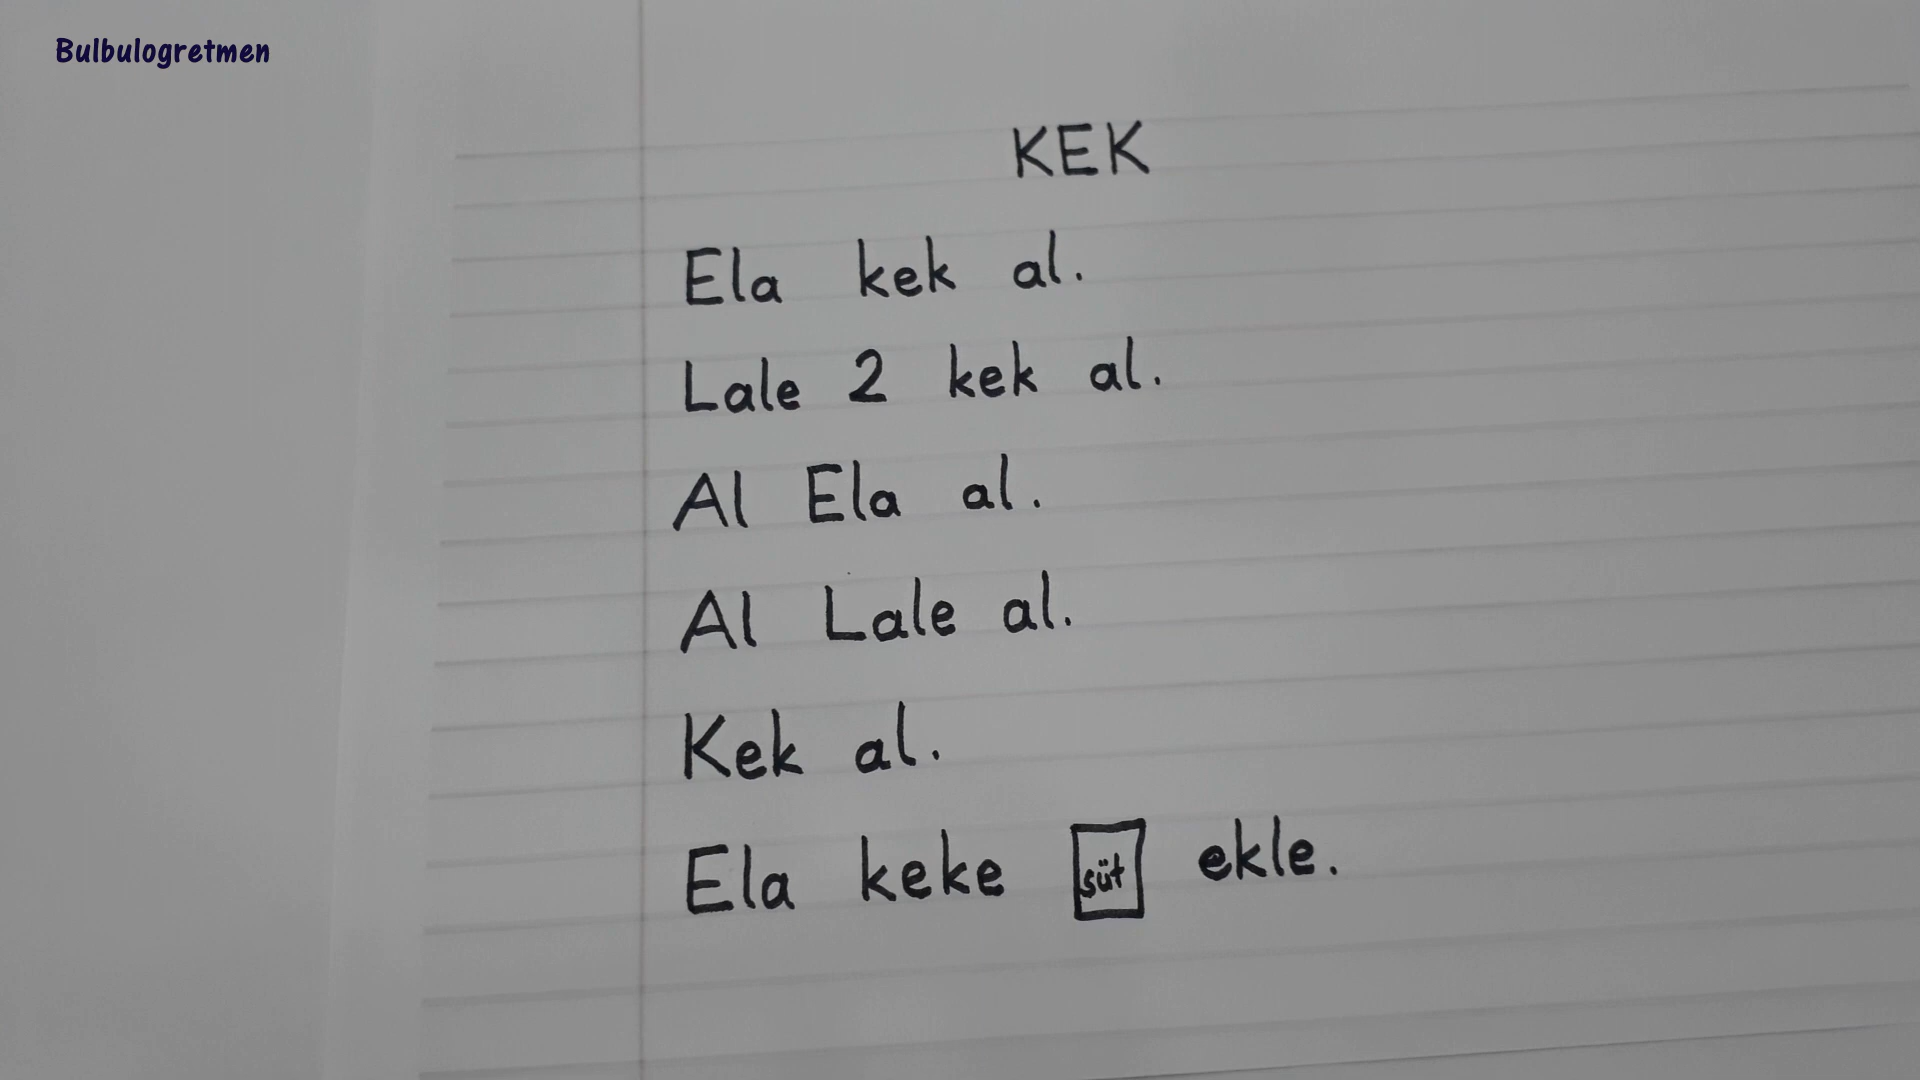 Bulbulogretmen
KEK
Ela kek al.
Lale 2 kek al.
Al Ela al.
Al Lale al.
Kek al.
Ela keke süt ekle.